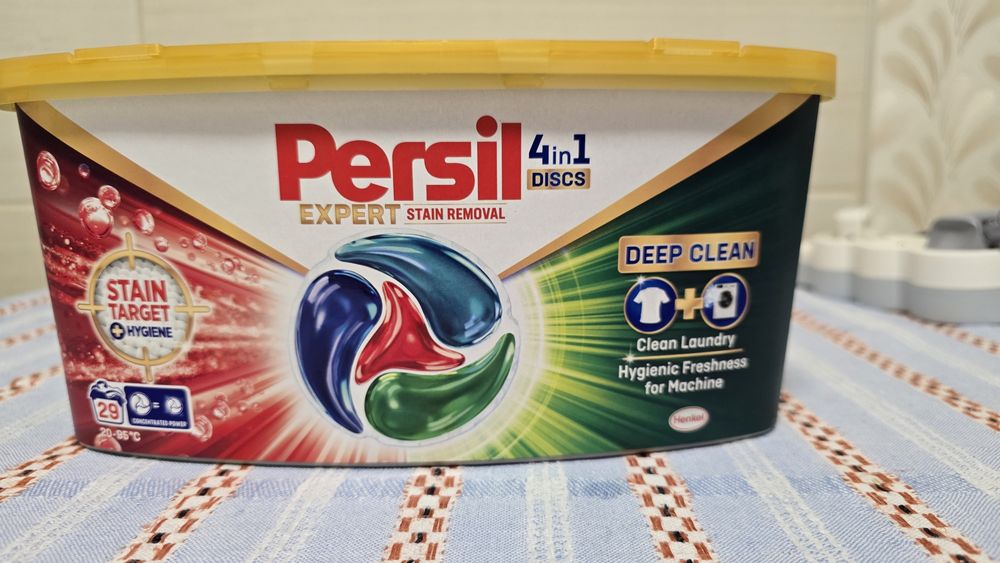 Persil
4in1
DISCS
EXPERT STAIN REMOVAL
STAIN
TARGET
+ HYGIENE
29
=
CONCENTRATED POWER
20-95°C
DEEP CLEAN
+
Clean Laundry
Hygienic Freshness
for Machine
Henkel